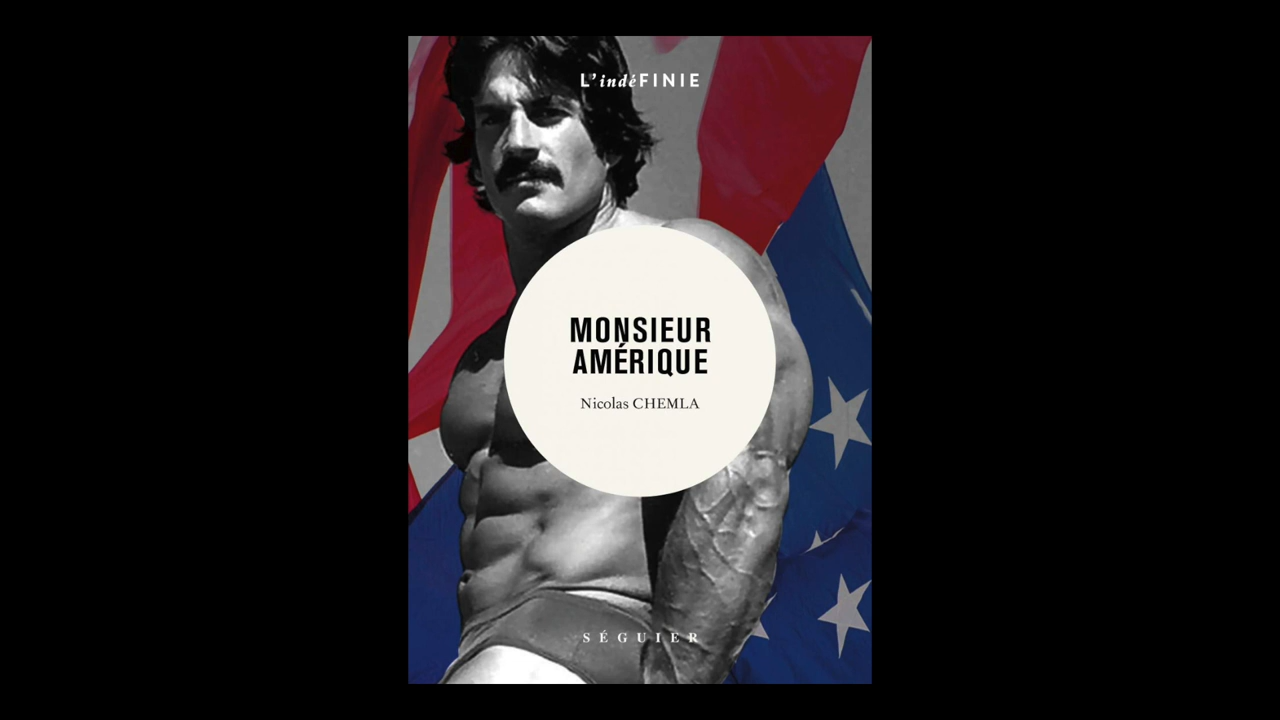 L'indéFINIE
MONSIEUR
AMÉRIQUE
Nicolas CHEMLA
SÉGUIER